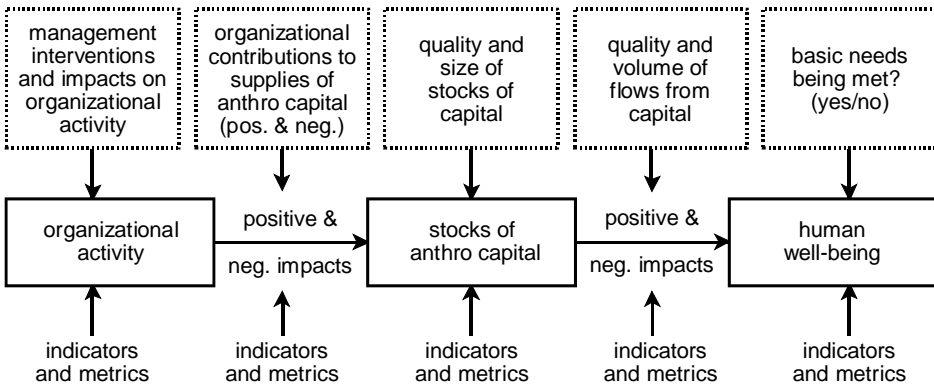 management
interventions
and impacts on
organizational
activity
organizational
contributions to
supplies of
anthro capital
(pos. & neg.)
quality and
size of
stocks of
capital
quality and
volume of
flows from
capital
basic needs
being met?
(yes/no)
organizational
activity
positive &
neg. impacts
stocks of
anthro capital
positive &
neg. impacts
human
well-being
indicators
and metrics
indicators
and metrics
indicators
and metrics
indicators
and metrics
indicators
and metrics